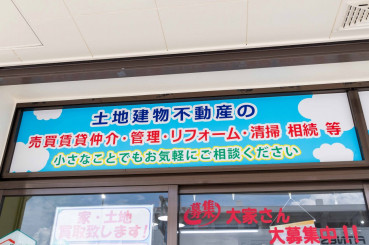 土地建物不動産の
売買賃貸仲介・管理・リフォーム・清掃 相続 等
小さなことでもお気軽にご相談ください
家・土地
買取致します!
募集
大家さん
大募集中!!